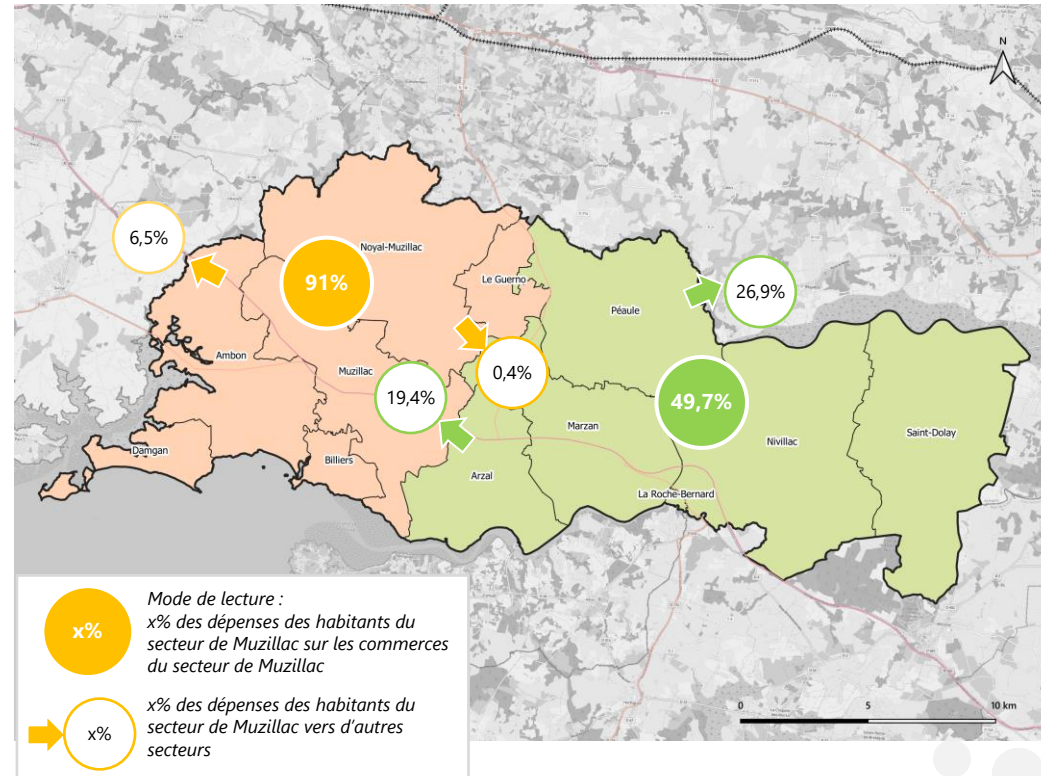 N
6,5%
Noyal-Muzillac
91%
Le Guerno
26,9%
Péaule
Ambon
Muzillac
0,4%
19,4%
49,7%
Marzan
Nivillac
Saint-Dolay
Damgan
Billiers
Arzal
La Roche-Bernard
x%
Mode de lecture :
x% des dépenses des habitants du
secteur de Muzillac sur les commerces
du secteur de Muzillac
x%
x% des dépenses des habitants du
secteur de Muzillac vers d'autres
secteurs
0
5
10 km